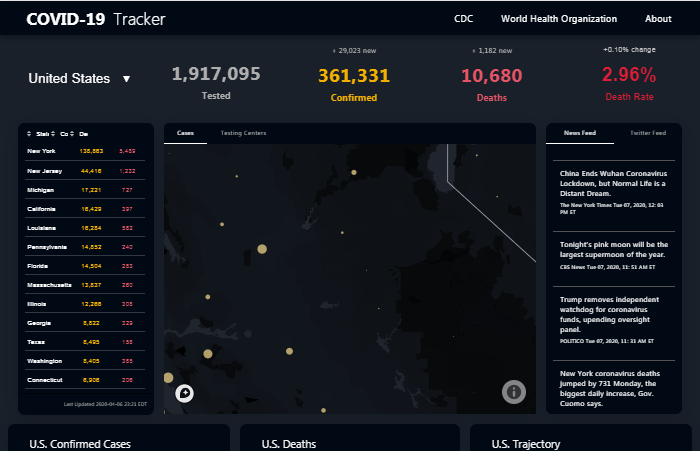 COVID-19 Tracker
CDC
World Health Organization
About
United States ▼
1,917,095
Tested
+ 29,023 new
361,331
Confirmed
+ 1,182 new
10,680
Deaths
+0.10% change
2.96%
Death Rate
Co
De
New York 138,863 5,489
New Jersey 44,416 1,232
Michigan 17,221 727
California 16,429 397
Louisiana 16,284 582
Pennsylvania 14,852 240
Florida 14,504 283
Massachusetts 13,837 260
Illinois 12,268 308
Georgia 8,822 329
Texas 8,495 155
Washington 8,405 385
Connecticut 6,906 206
Last Updated 2020-04-06 23:21 EDT
Cases
Testing Centers
News Feed
Twitter Feed
China Ends Wuhan Coronavirus
Lockdown, but Normal Life is a
Distant Dream.
The New York Times Tue 07, 2020, 12: 03
PM ET
Tonight's pink moon will be the
largest supermoon of the year.
CBS News Tue 07, 2020, 11: 51 AM ET
Trump removes independent
watchdog for coronavirus
funds, upending oversight
panel.
POLITICO Tue 07, 2020, 11: 31 AM ET
New York coronavirus deaths
jumped by 731 Monday, the
biggest daily increase, Gov.
Cuomo says.
U.S. Confirmed Cases
U.S. Deaths
U.S. Trajectory